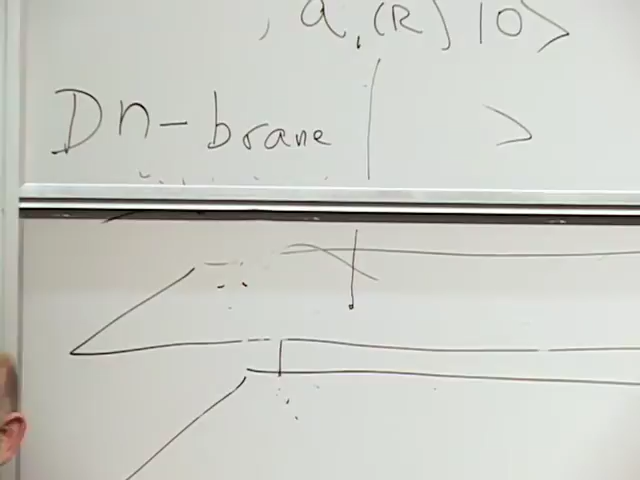 , a, (R) |0>
Dn-brane | >